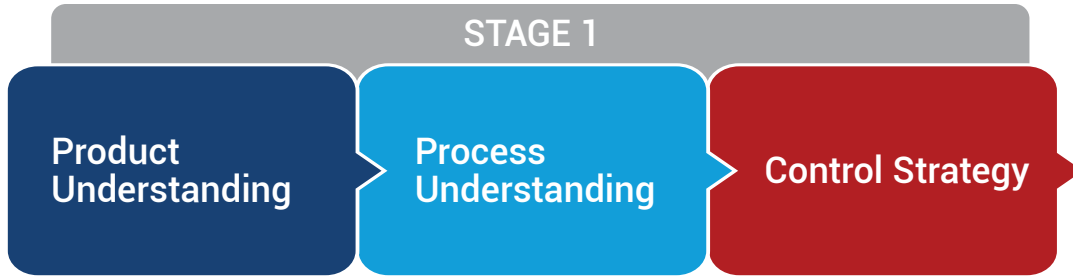 STAGE 1
Product
Understanding
Process
Understanding
Control Strategy